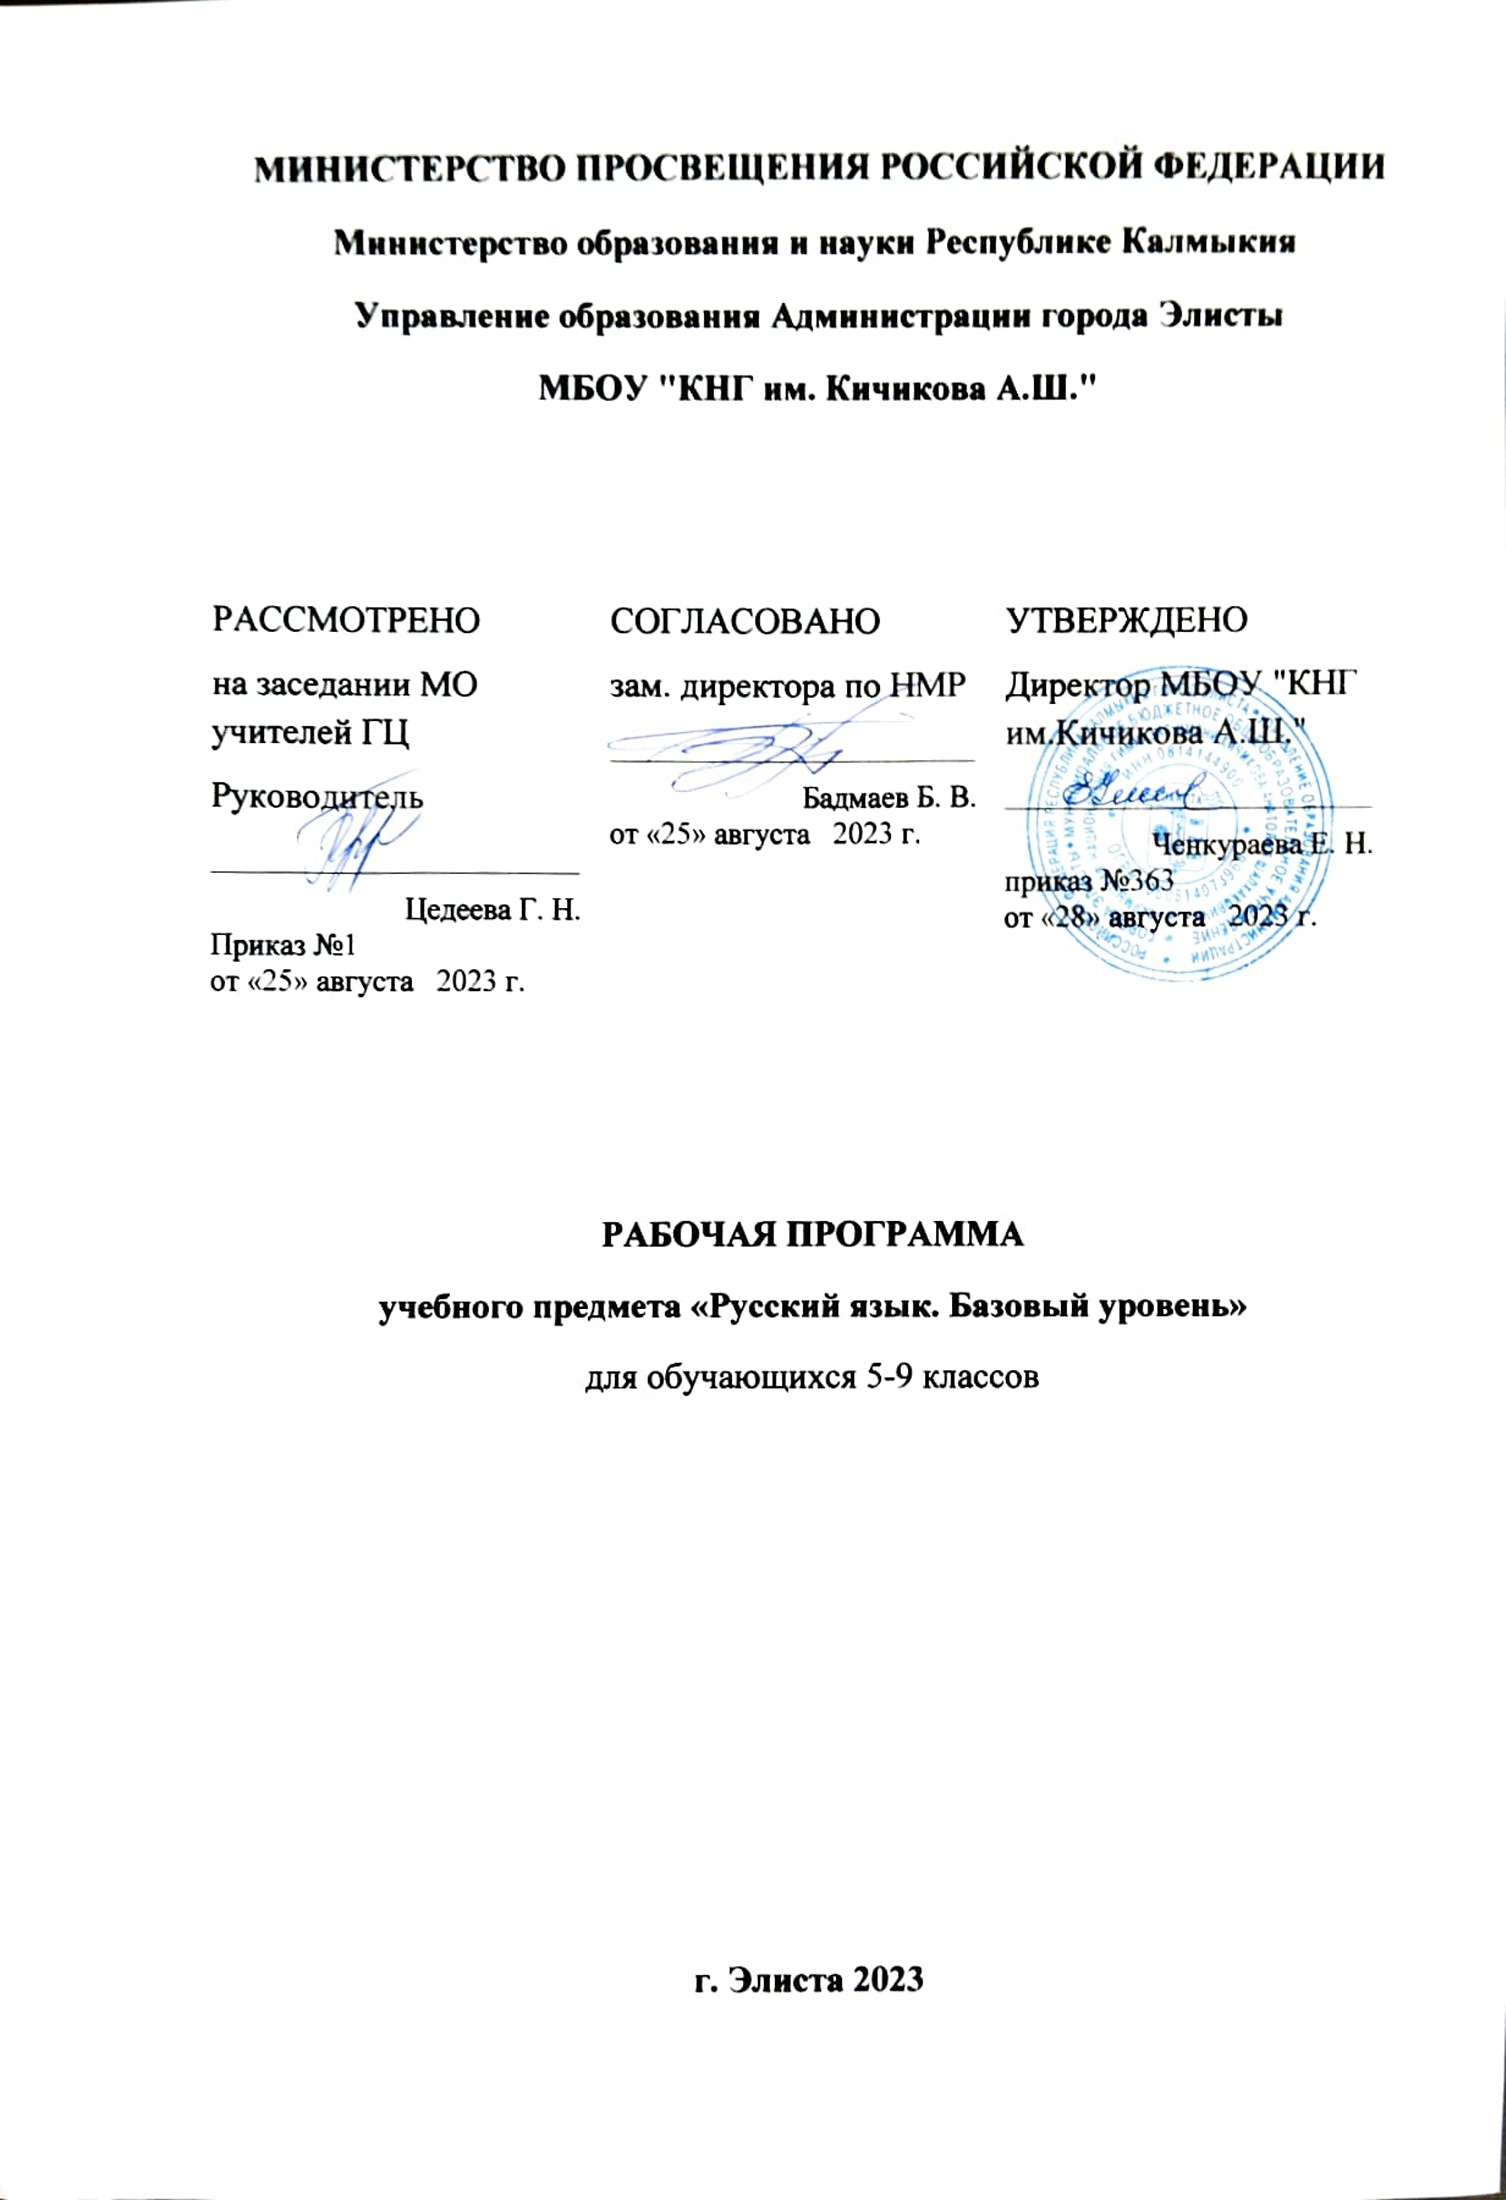 МИНИСТЕРСТВО ПРОСВЕЩЕНИЯ РОССИЙСКОЙ ФЕДЕРАЦИИ
Министерство образования и науки Республике Калмыкия
Управление образования Администрации города Элисты
МБОУ "КНГ им. Кичикова А.Ш."
РАССМОТРЕНО
на заседании МО
учителей ГЦ
Руководитель
Цедеева Г. Н.
Приказ №1
от «25» августа 2023 г.
СОГЛАСОВАНО
зам. директора по НМР
Бадмаев Б. В.
от «25» августа 2023 г.
УТВЕРЖДЕНО
Директор МБОУ "КНГ
им.Кичикова А.Ш."
Ченкураева Е. Н.
приказ №363
от «28» августа 2023 г.
ИНН 0814144900
РАБОЧАЯ ПРОГРАММА
учебного предмета «Русский язык. Базовый уровень»
для обучающихся 5-9 классов
г. Элиста 2023